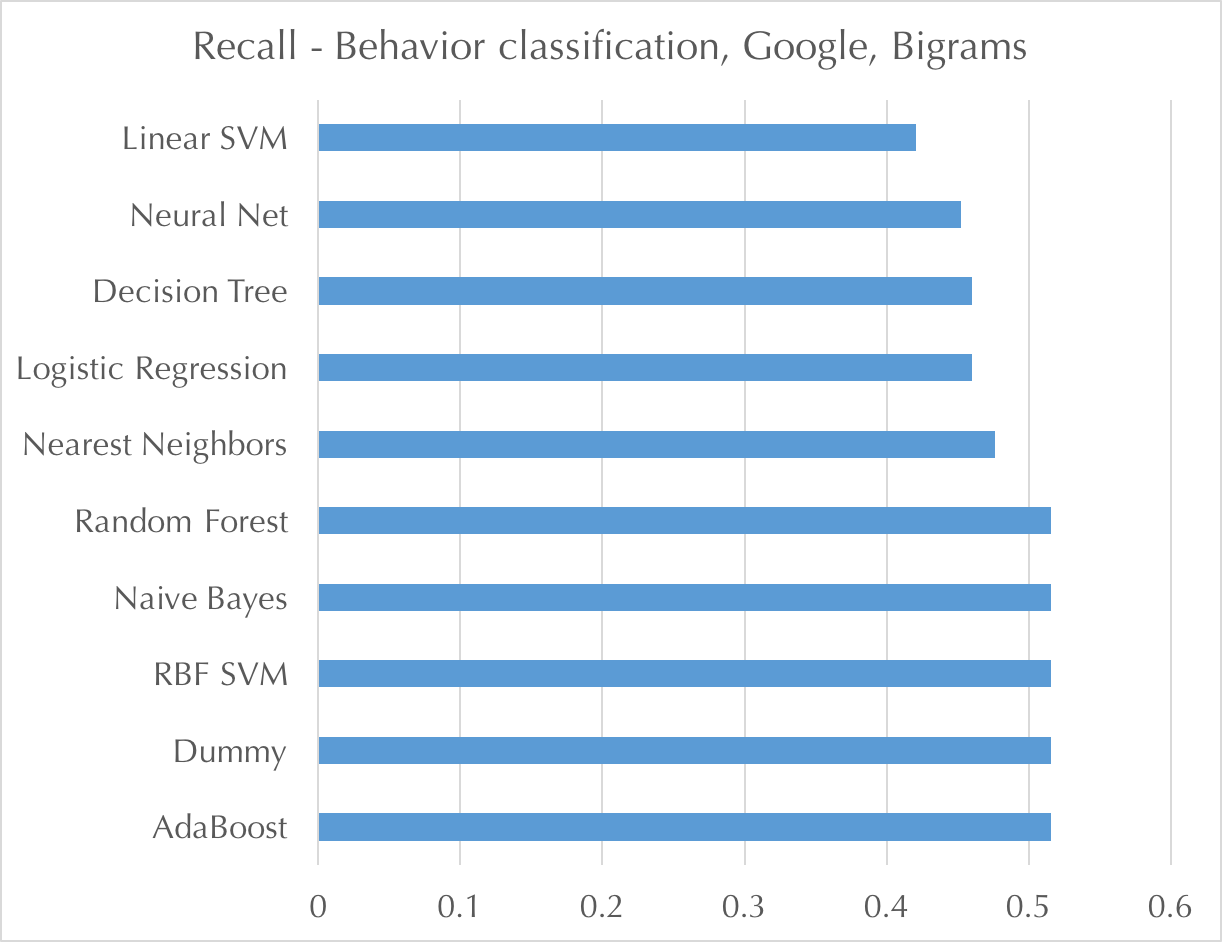 Recall - Behavior classification, Google, Bigrams
Linear SVM
Neural Net
Decision Tree
Logistic Regression
Nearest Neighbors
Random Forest
Naive Bayes
RBF SVM
Dummy
AdaBoost
0 0.1 0.2 0.3 0.4 0.5 0.6